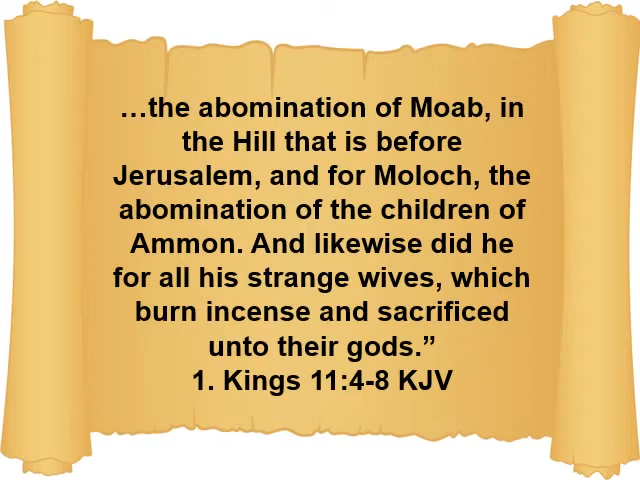 …the abomination of Moab, in
the Hill that is before
Jerusalem, and for Moloch, the
abomination of the children of
Ammon. And likewise did he
for all his strange wives, which
burn incense and sacrificed
unto their gods.”
1. Kings 11:4-8 KJV